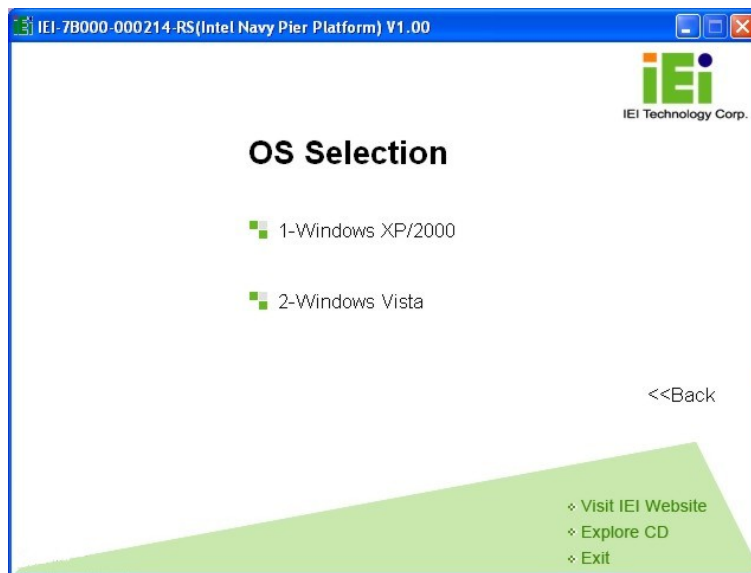 IEI-7B000-000214-RS(Intel Navy Pier Platform) V1.00
iEi
IEI Technology Corp.
OS Selection
1-Windows XP/2000
2-Windows Vista
<<Back
Visit IEI Website
Explore CD
Exit